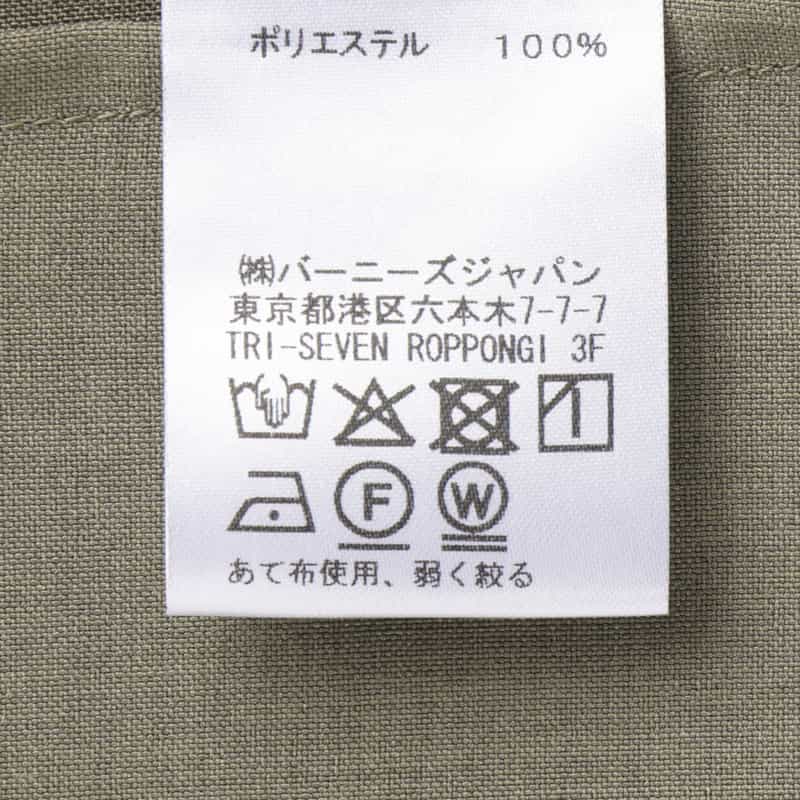 ポリエステル 100%
㈱バーニーズジャパン
東京都港区六本木7-7-7
TRI-SEVEN ROPPONGI 3F
F W
あて布使用、弱く絞る